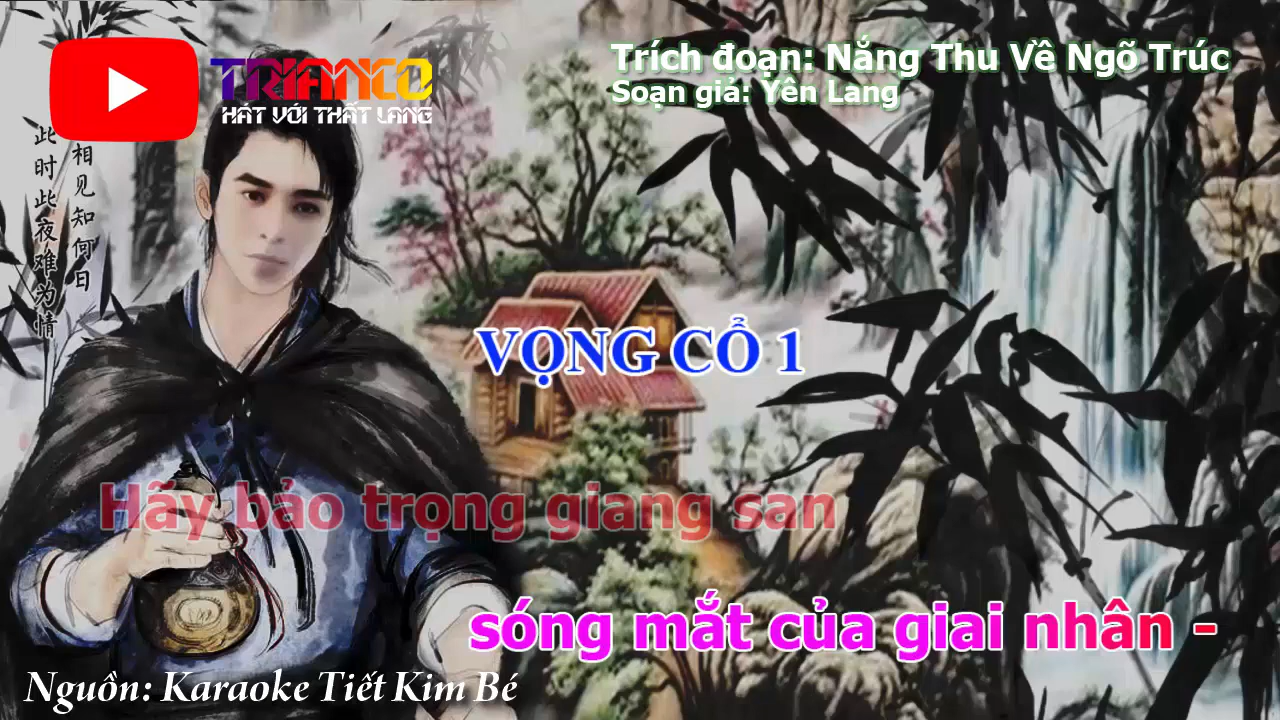 TRIANCO
HÁT VỚI THẤT LANG
Trích đoạn: Nắng Thu Về Ngõ Trúc
Soạn giả: Yên Lang
相见知何日
此时此夜难为情
VỌNG CỔ 1
Hãy bảo trọng giang san
sóng mắt của giai nhân -
Nguồn: Karaoke Tiết Kim Bé